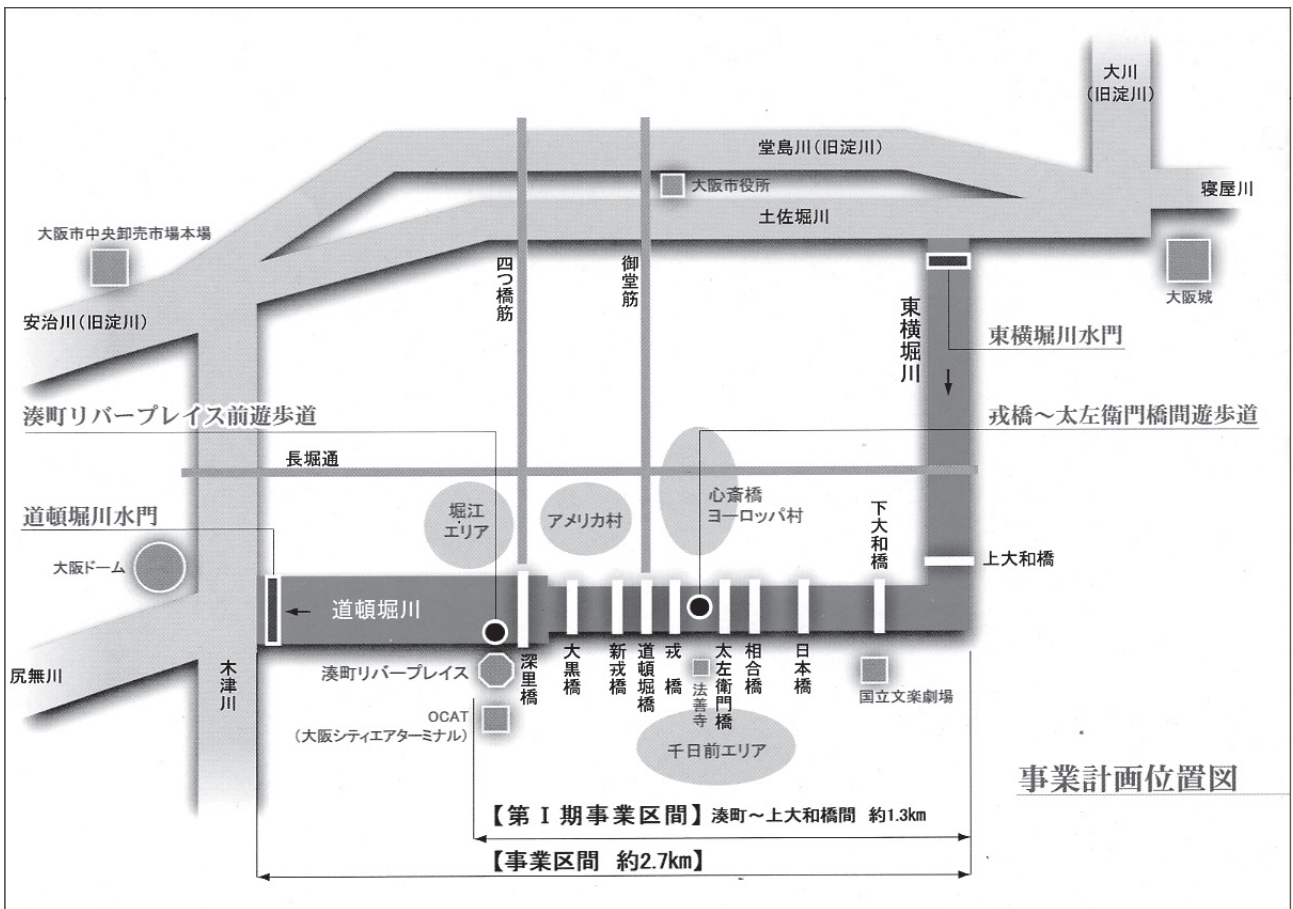 大川
(旧淀川)
堂島川(旧淀川)
寝屋川
大阪市役所
土佐堀川
大阪市中央卸売市場本場
四つ橋筋
御堂筋
大阪城
安治川(旧淀川)
東横堀川
東横堀川水門
湊町リバープレイス前遊歩道
戎橋～太左衛門橋間遊歩道
長堀通
心斎橋
ヨーロッパ村
堀江
エリア
アメリカ村
下大和橋
道頓堀川水門
上大和橋
大阪ドーム
道頓堀川
尻無川
木津川
湊町リバープレイス
深里橋
大黒橋
新戎橋
道頓堀橋
戎橋
法善寺
太左衛門橋
相合橋
日本橋
国立文楽劇場
OCAT
(大阪シティエアターミナル)
千日前エリア
事業計画位置図
【第Ⅰ期事業区間】湊町～上大和橋間 約1.3km
【事業区間 約2.7km】